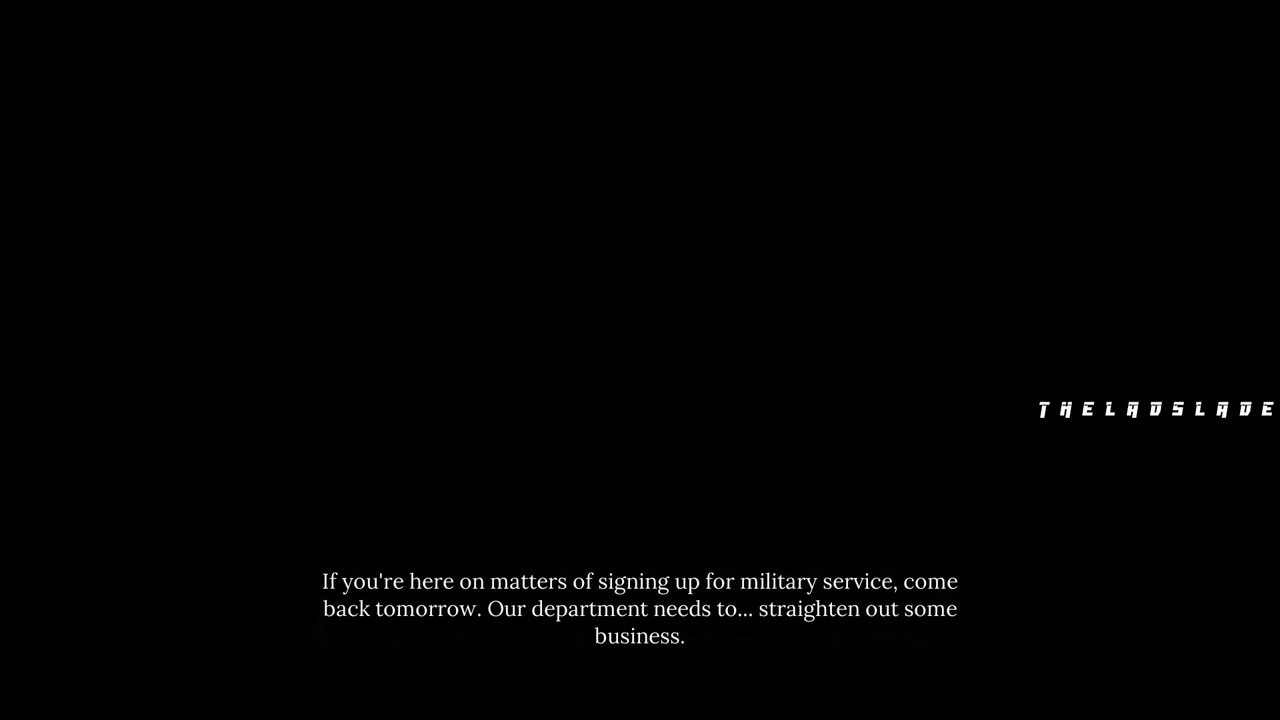 THELADSLADE
If you're here on matters of signing up for military service, come
back tomorrow. Our department needs to... straighten out some
business.